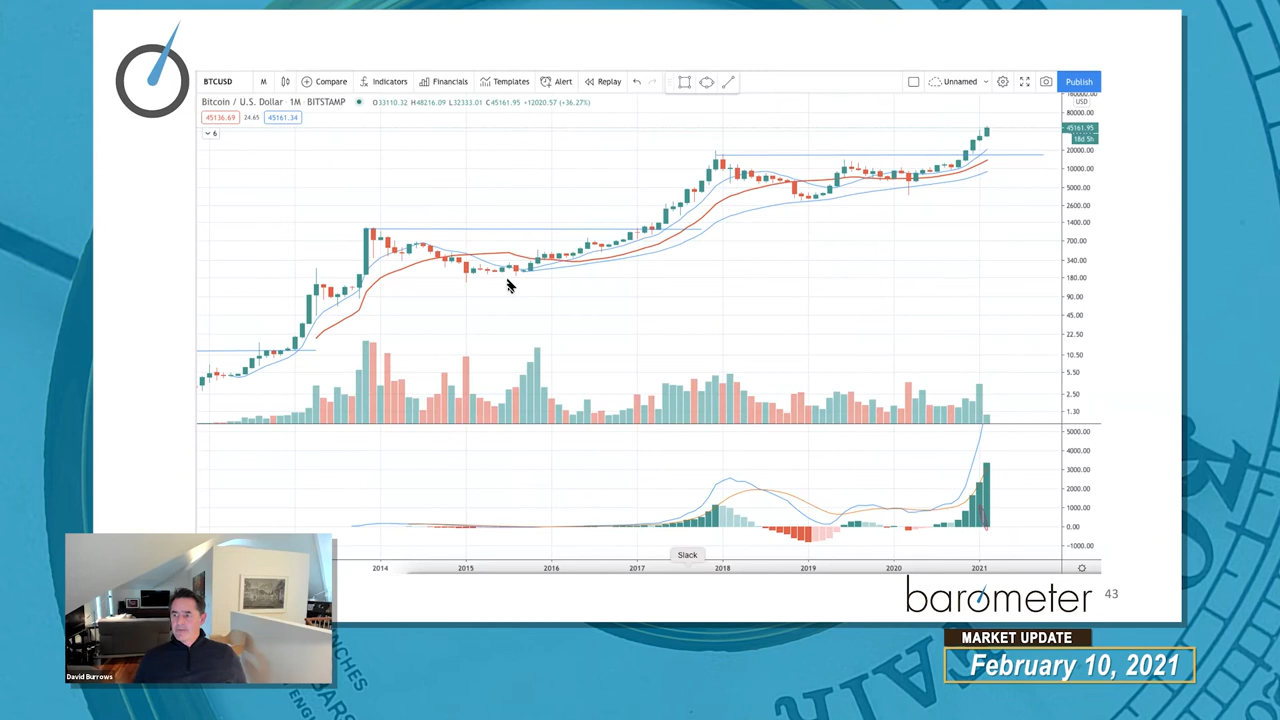 BTCUSD M Compare Indicators Financials Templates Alert Replay Unnamed Publish
Bitcoin / U.S. Dollar · 1M · BITSTAMP O33110.32 H48216.09 L32333.01 C45161.95 +12020.57 (+36.27%)
45136.69 24.65 45161.34
6
USD
80000.00
45161.95
18d 5h
20000.00
10000.00
5000.00
2600.00
1400.00
700.00
340.00
180.00
90.00
45.00
22.50
10.50
5.50
2.50
1.30
5000.00
4000.00
3000.00
2000.00
1000.00
0.00
−1000.00
Slack
2014 2015 2016 2017 2018 2019 2020 2021
barometer 43
MARKET UPDATE
February 10, 2021
David Burrows